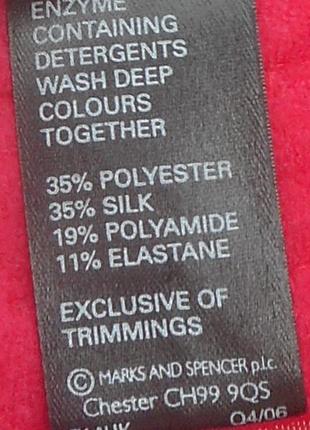 ENZYME
CONTAINING
DETERGENTS
WASH DEEP
COLOURS
TOGETHER
35% POLYESTER
35% SILK
19% POLYAMIDE
11% ELASTANE
EXCLUSIVE OF
TRIMMINGS
© MARKS AND SPENCER p.l.c.
Chester CH99 9QS
Q4/06